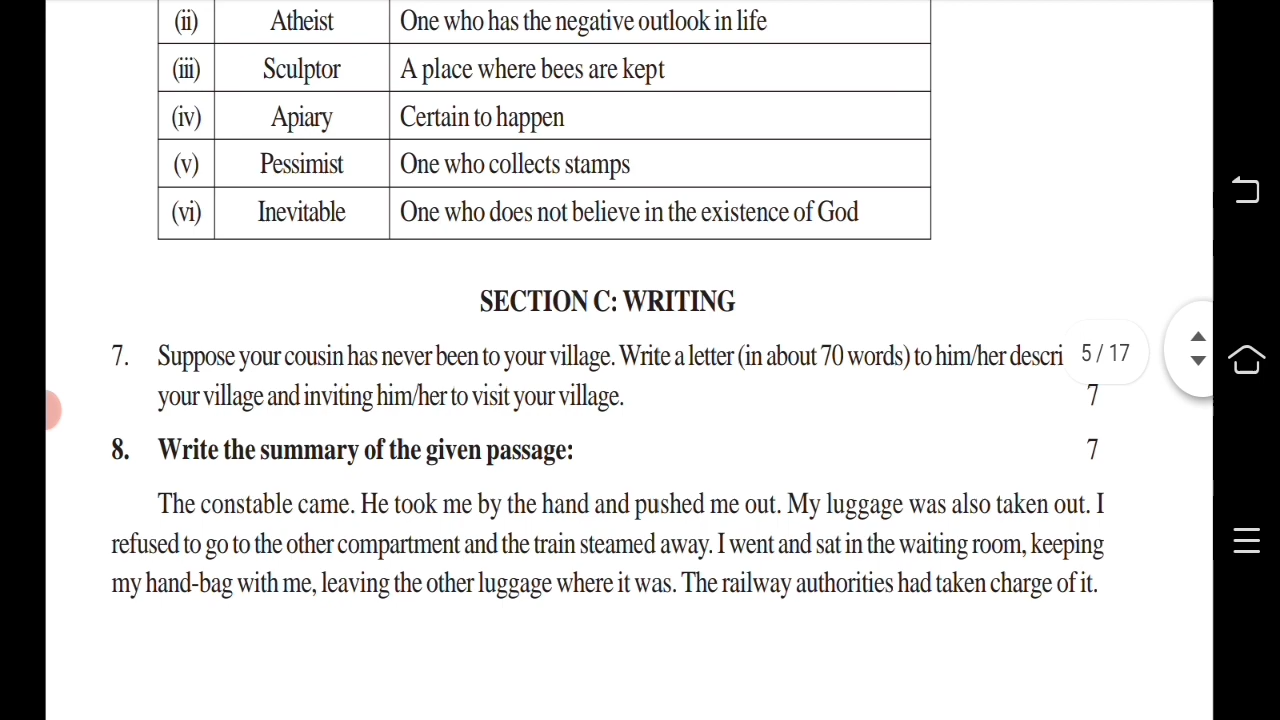 (ii) Atheist One who has the negative outlook in life
(iii) Sculptor A place where bees are kept
(iv) Apiary Certain to happen
(v) Pessimist One who collects stamps
(vi) Inevitable One who does not believe in the existence of God
SECTION C: WRITING
7. Suppose your cousin has never been to your village. Write a letter (in about 70 words) to him/her descri
5 / 17
your village and inviting him/her to visit your village. 7
8. Write the summary of the given passage: 7
The constable came. He took me by the hand and pushed me out. My luggage was also taken out. I
refused to go to the other compartment and the train steamed away. I went and sat in the waiting room, keeping
my hand-bag with me, leaving the other luggage where it was. The railway authorities had taken charge of it.